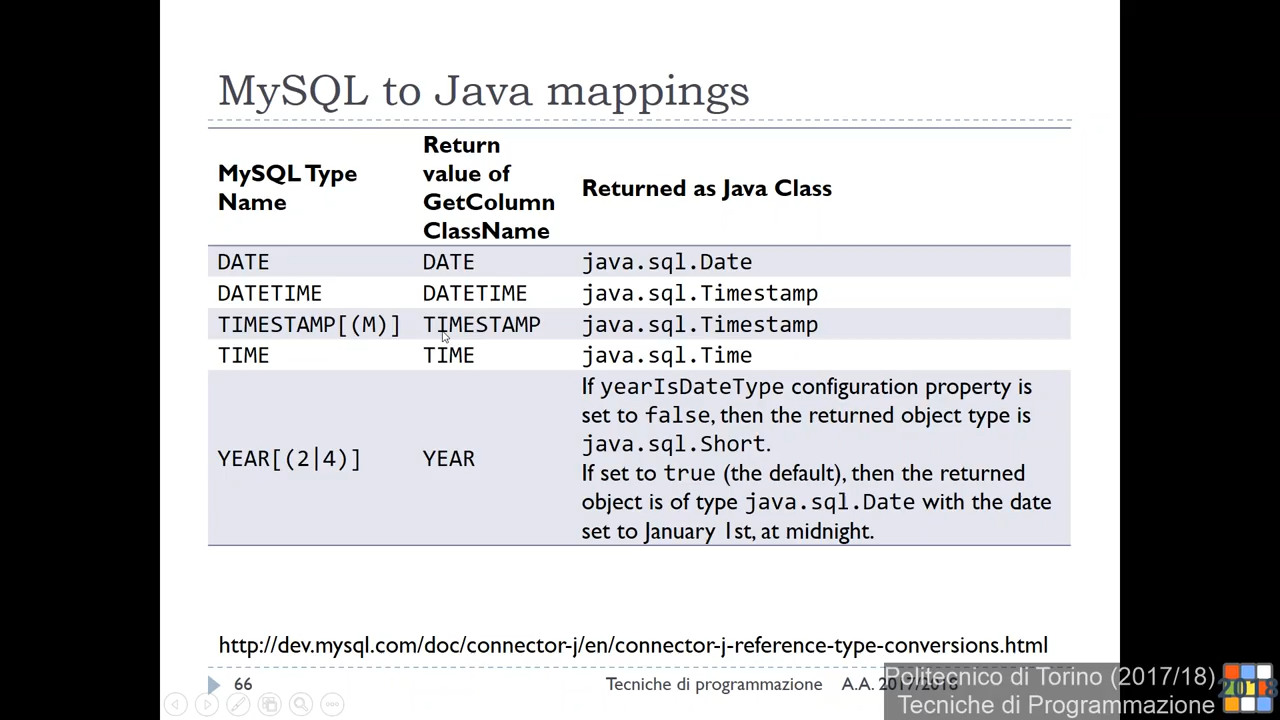 MySQL to Java mappings
MySQL Type
Name
Return
value of
GetColumn
ClassName
Returned as Java Class
DATE DATE java.sql.Date
DATETIME DATETIME java.sql.Timestamp
TIMESTAMP[(M)] TIMESTAMP java.sql.Timestamp
TIME TIME java.sql.Time
YEAR[(2|4)] YEAR
If yearIsDateType configuration property is
set to false, then the returned object type is
java.sql.Short.
If set to true (the default), then the returned
object is of type java.sql.Date with the date
set to January 1st, at midnight.
http://dev.mysql.com/doc/connector-j/en/connector-j-reference-type-conversions.html
66 Tecniche di programmazione A.A. 2017/2018
Politecnico di Torino (2017/18)
Tecniche di Programmazione
2018